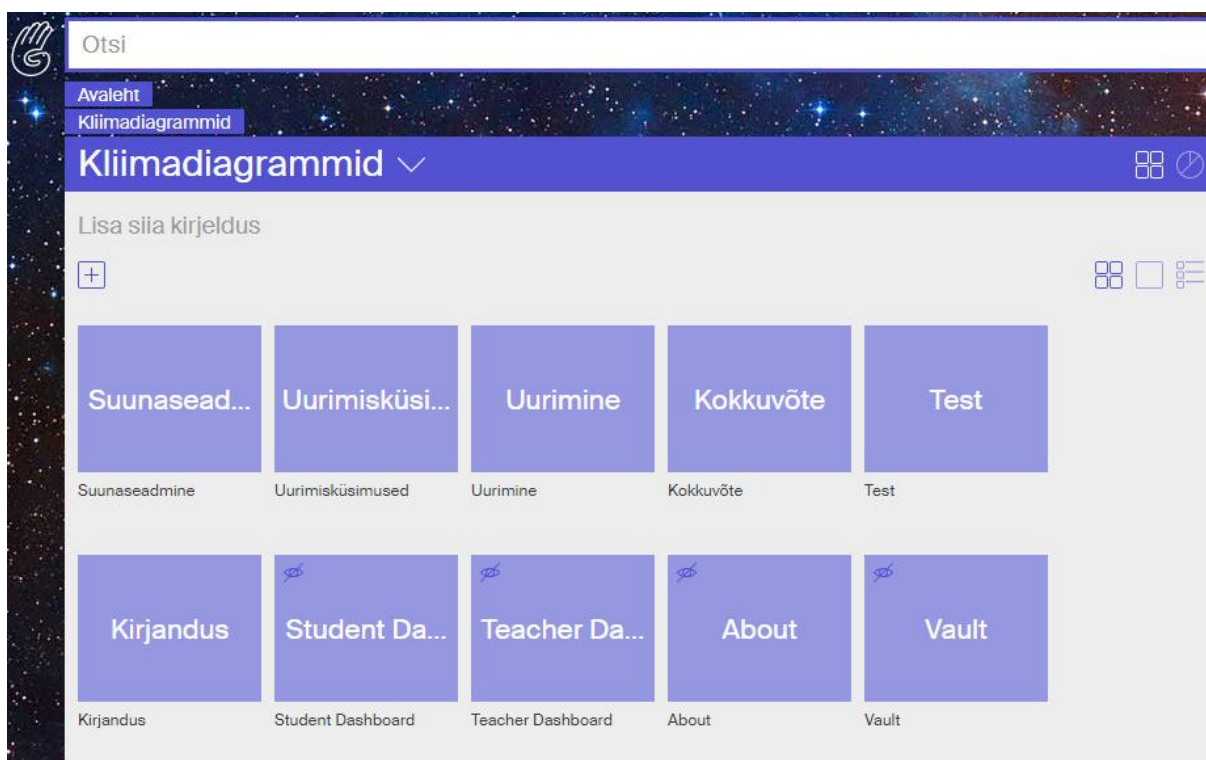 Otsi
Avaleht
Kliimadiagrammid
Kliimadiagrammid
Lisa siia kirjeldus
Suunasead... Uurimisküsi... Uurimine Kokkuvõte Test
Suunaseadmine Uurimisküsimused Uurimine Kokkuvõte Test
Kirjandus Student Da... Teacher Da... About Vault
Kirjandus Student Dashboard Teacher Dashboard About Vault